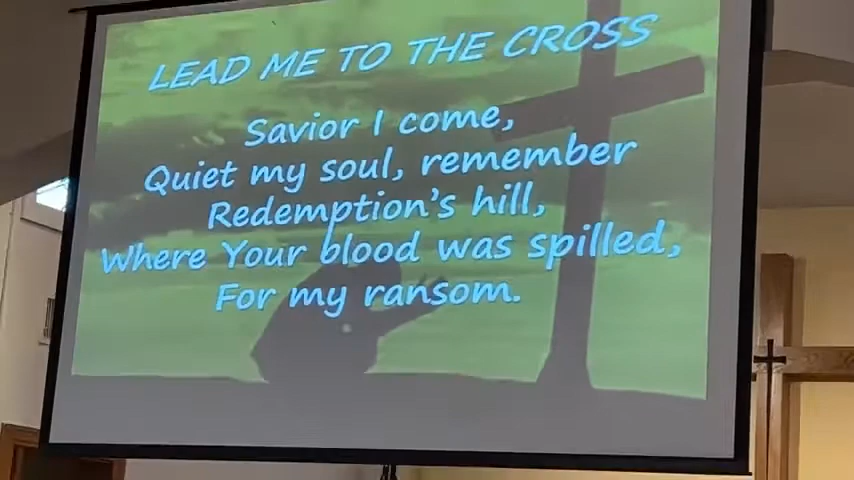 LEAD ME TO THE CROSS
Savior I come,
Quiet my soul, remember
Redemption's hill,
Where Your blood was spilled,
For my ransom.